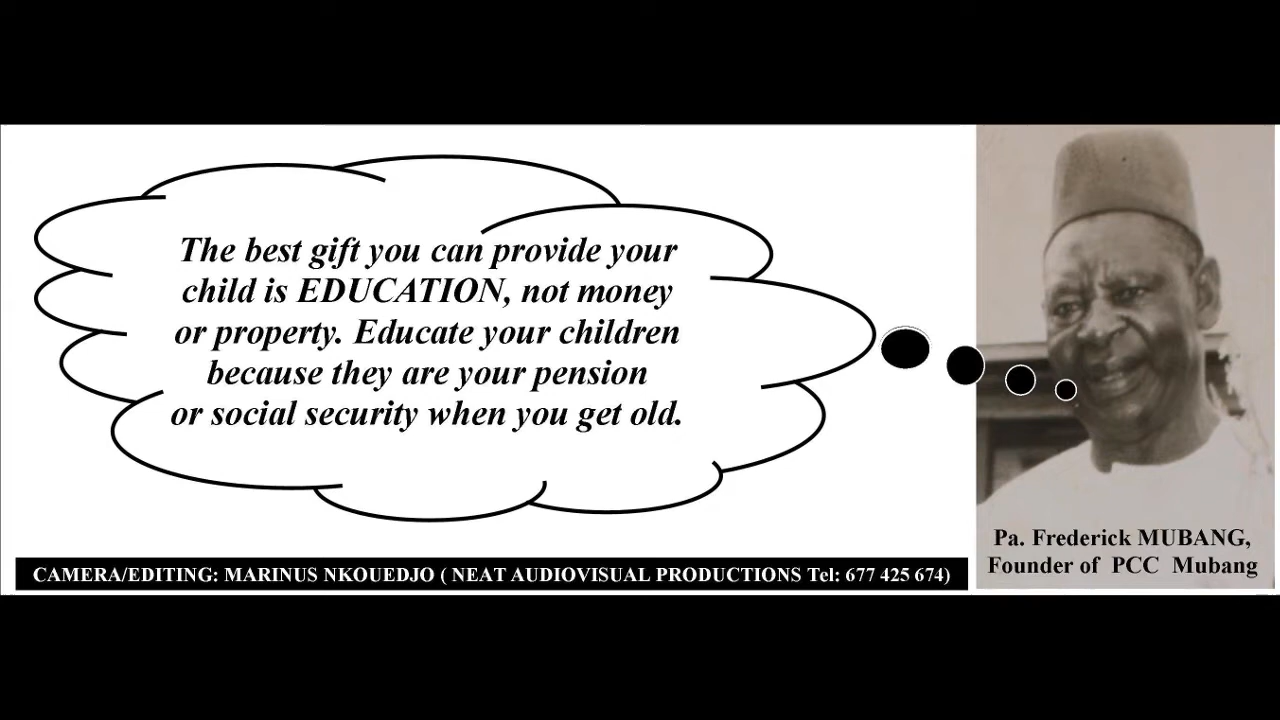 The best gift you can provide your
child is EDUCATION, not money
or property. Educate your children
because they are your pension
or social security when you get old.
Pa. Frederick MUBANG,
Founder of PCC Mubang
CAMERA/EDITING: MARINUS NKOUEDJO ( NEAT AUDIOVISUAL PRODUCTIONS Tel: 677 425 674)